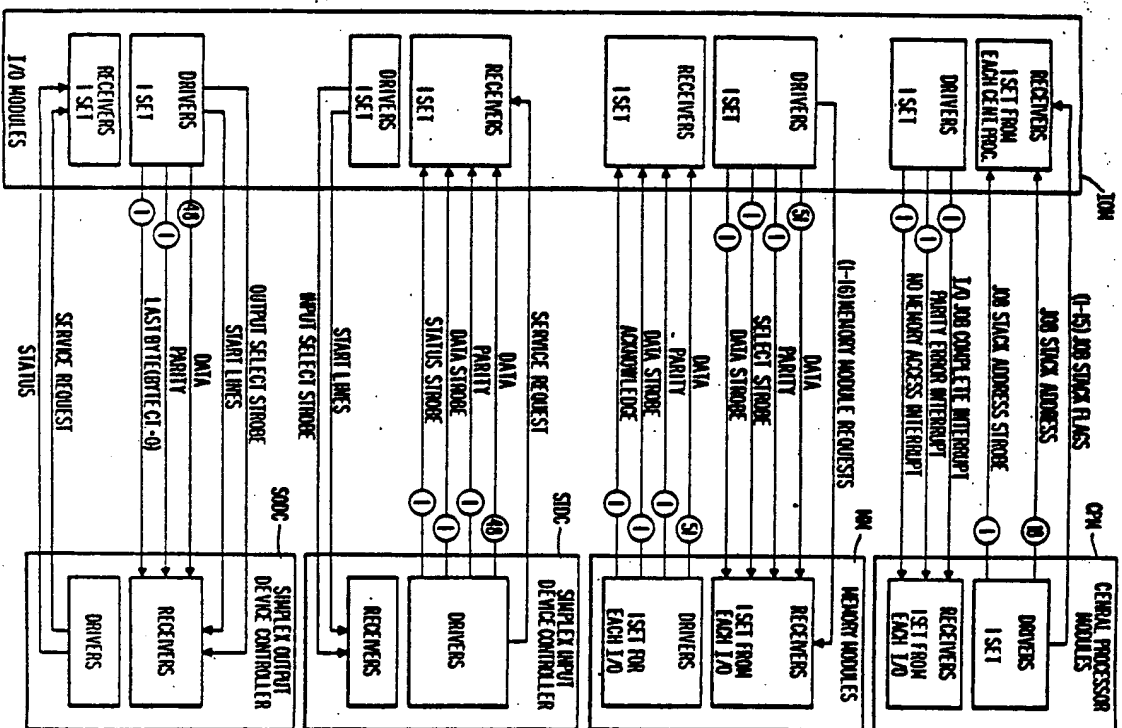 IOM
RECEIVERS
1 SET FROM
EACH CENT. PROC.
DRIVERS
1 SET
(1-15) JOB STACK FLAGS
JOB STACK ADDRESS
18
JOB STACK ADDRESS STROBE
1
I/O JOB COMPLETE INTERRUPT
1
PARITY ERROR INTERRUPT
1
NO MEMORY ACCESS INTERRUPT
1
CPM
CENRAL PROCESSOR
MODULES
DRIVERS
1 SET
RECEIVERS
1 SET FROM
EACH I/O
DRIVERS
1 SET
RECEIVERS
1 SET
(1-16)MEMORY MODULE REQUESTS
DATA
51
PARITY
1
SELECT STROBE
1
DATA STROBE
1
DATA
51
PARITY
1
DATA STROBE
1
ACKNOWLEDGE
1
MM
MEMORY MODULES
RECEIVERS
1 SET FROM
EACH I/O
DRIVERS
1 SET FOR
EACH I/O
RECEIVERS
1 SET
DRIVERS
1 SET
SERVICE REQUEST
DATA
48
PARITY
1
DATA STROBE
1
STATUS STROBE
1
START LINES
INPUT SELECT STROBE
SIDC
SIMPLEX INPUT
DEVICE CONTROLLER
DRIVERS
RECEIVERS
DRIVERS
1 SET
RECEIVERS
1 SET
I/O MODULES
OUTPUT SELECT STROBE
START LINES
DATA
48
PARITY
1
LAST BYTE(BYTE CT.=0)
1
SERVICE REQUEST
STATUS
SODC
SIMPLEX OUTPUT
DEVICE CONTROLLER
RECEIVERS
DRIVERS